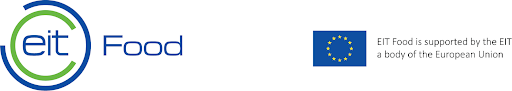 eit Food
EIT Food is supported by the EIT
a body of the European Union